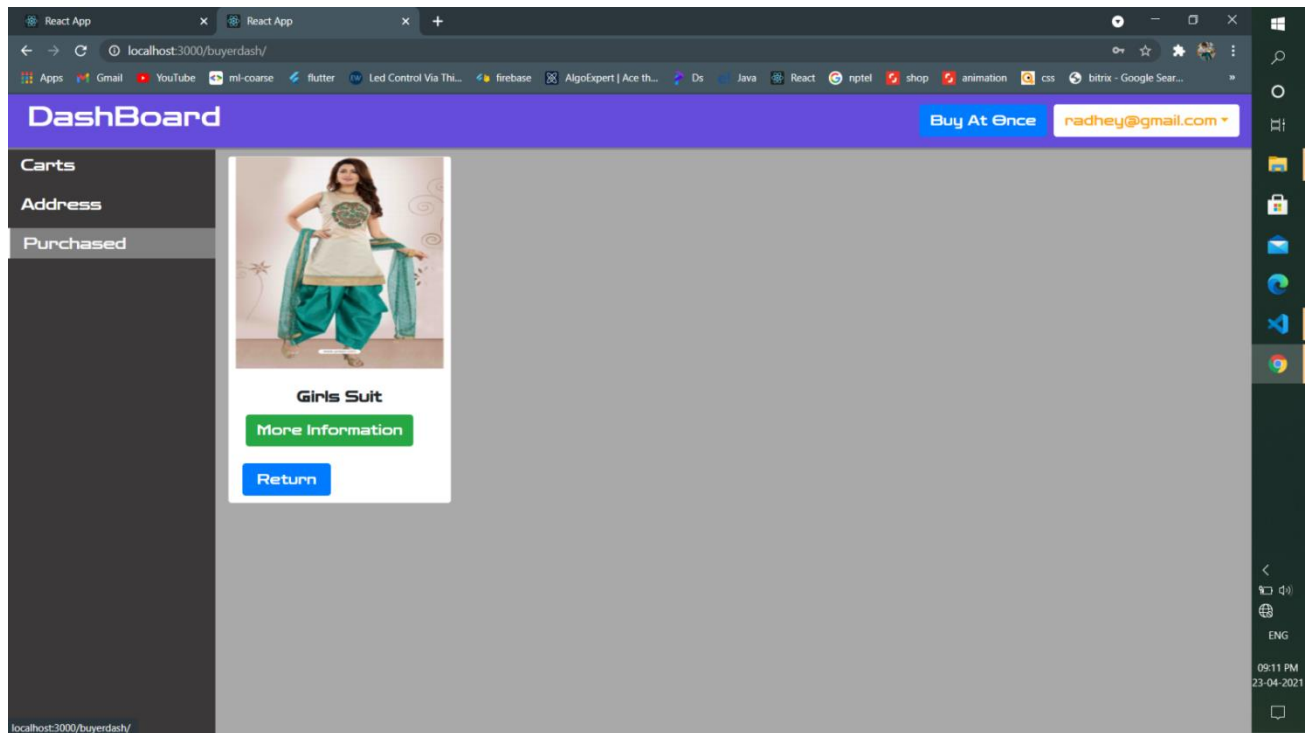 React App
React App
localhost:3000/buyerdash/
Apps Gmail YouTube ml-coarse flutter Led Control Via Thi... firebase AlgoExpert | Ace th... Ds Java React nptel shop animation css bitrix - Google Sear... »
DashBoard
Buy At Once
radhey@gmail.com
Carts
Address
Purchased
Girls Suit
More Information
Return
ENG
09:11 PM
23-04-2021
localhost:3000/buyerdash/